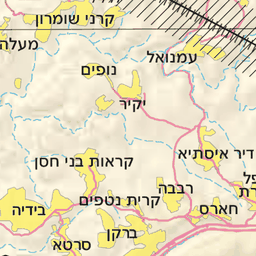 קרני שומרון
מעלה
עמנואל
נופים
יקיר
דיר איסתיא
קראות בני חסן
רבבה
קרית נטפים
חארס
בידיה
ברקן
סרטא